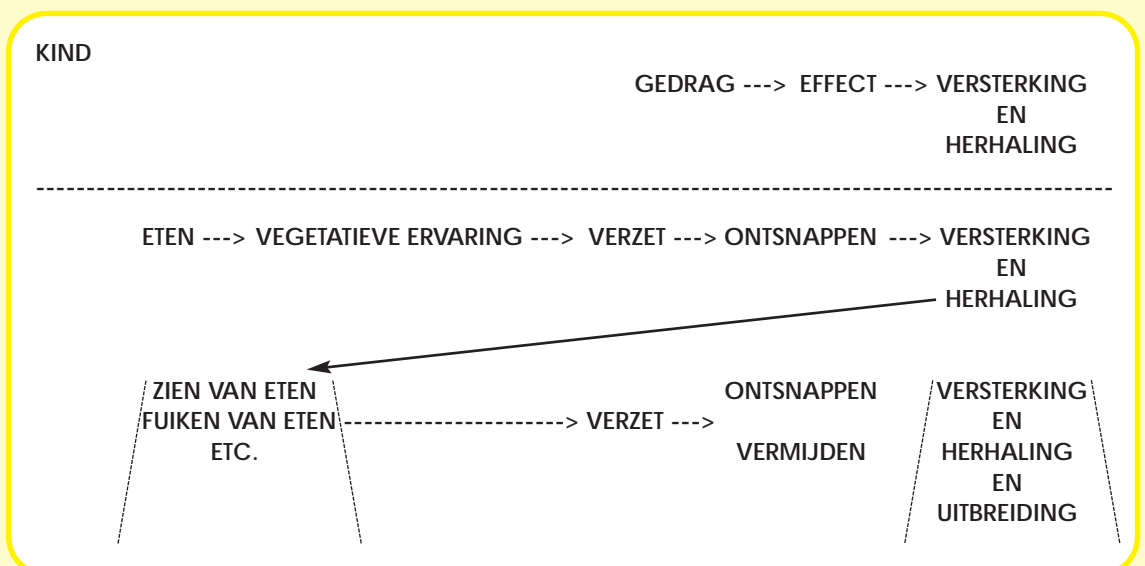 KIND
GEDRAG ---> EFFECT ---> VERSTERKING
EN
HERHALING
ETEN ---> VEGETATIEVE ERVARING ---> VERZET ---> ONTSNAPPEN ---> VERSTERKING
EN
HERHALING
ZIEN VAN ETEN ONTSNAPPEN VERSTERKING
FUIKEN VAN ETEN ----------------------> VERZET ---> EN
ETC. VERMIJDEN HERHALING
EN
UITBREIDING